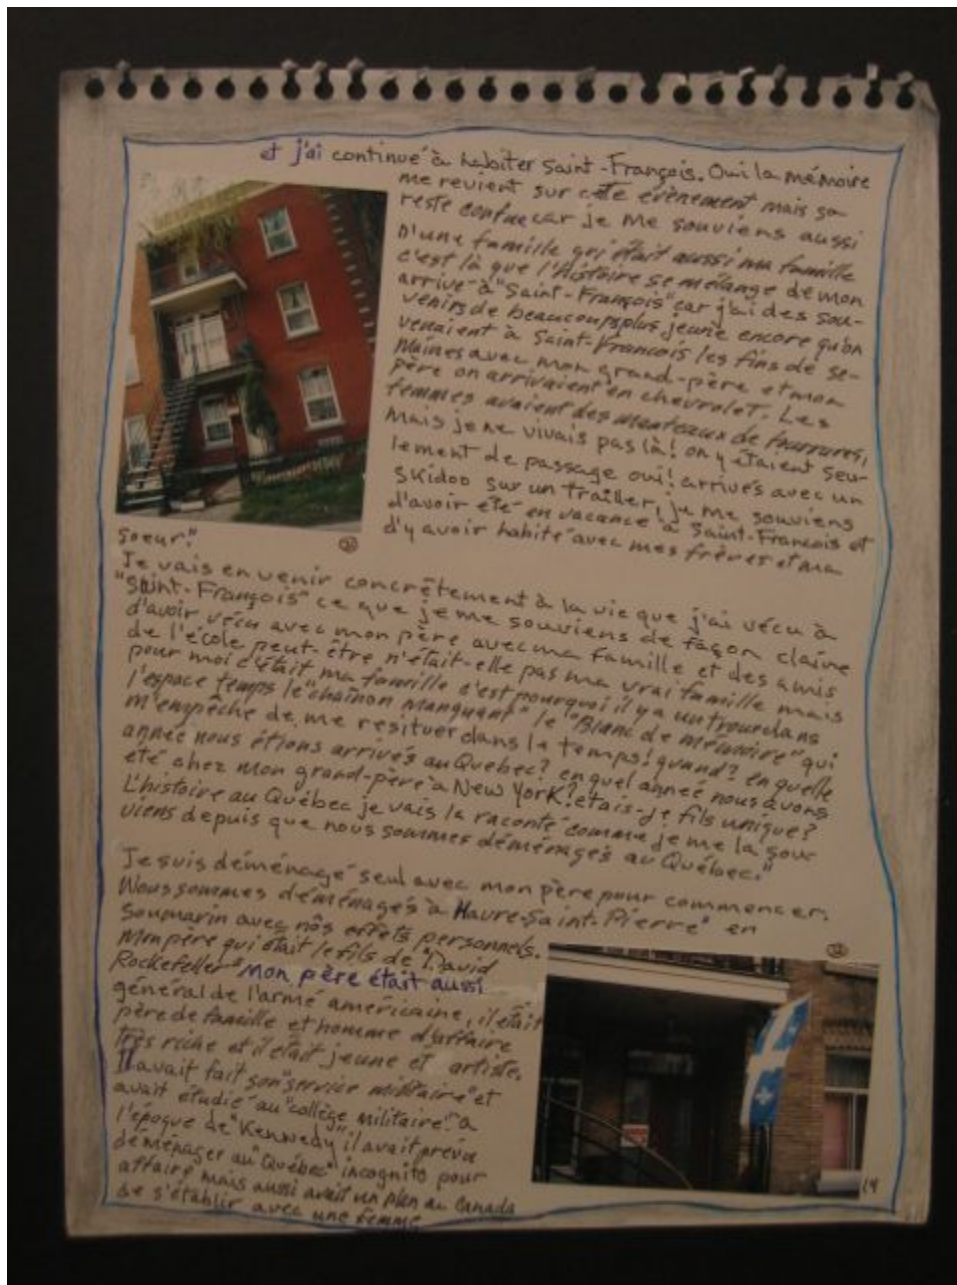 et j'ai continué à habiter Saint-François. Oui la mémoire
me revient sur cette évènement mais ça
reste confue car je me souviens aussi
D'une famille qui était aussi ma famille
c'est là que l'histoire se mélange de mon
arrivé à "Saint-François" car j'ai des sou-
venirs de beaucoups plus jeune encore qu'on
venaient à Saint-Francois les fins de se-
maines avec mon grand-père et mon
père on arrivaient en chevrolet. Les
femmes avaient des menteaux de fourrures,
mais je ne vivais pas là! on y étaient seu-
lement de passage oui! arrivés avec un
skidoo sur un trailler, je me souviens
d'avoir été en vacance à Saint-Francois et
d'y avoir habité avec mes frères et ma
soeur."
Je vais en venir concrêtement à la vie que j'ai vécu à
"Saint-François" ce que je me souviens de façon claire
d'avoir vécu avec mon père avec ma famille et des amis
de l'école peut-être n'était-elle pas ma vrai famille mais
pour moi c'était ma famille c'est pourquoi il y a un trou dans
l'espace temps le "chaînon manquant" le "Blanc de mémoire" qui
m'empêche de me resituer dans le temps! quand? en quelle
année nous étions arrivés au Quebec? en quel année nous avons
été chez mon grand-père à New York? étais-je fils unique?
L'histoire au Québec je vais la raconté comme je me la sou
viens depuis que nous sommes déménagés au Québec."
Je suis déménagé seul avec mon père pour commencer.
Nous sommes déménagés à Havre-Saint-Pierre" en
Soumarin avec nôs effets personnels.
Mon père qui était le fils de "David
Rockefeller" mon père était aussi
général de l'armé américaine, il était
père de famille et homme d'affaire
très riche et il était jeune et artiste.
Il avait fait son "service militaire" et
avait étudié au "collège militaire" à
l'époque de "Kennedy" il avait prévu
déménager au "Québec" incognito pour
affaire mais aussi avait un plan au Canada
de s'établir avec une femme
19